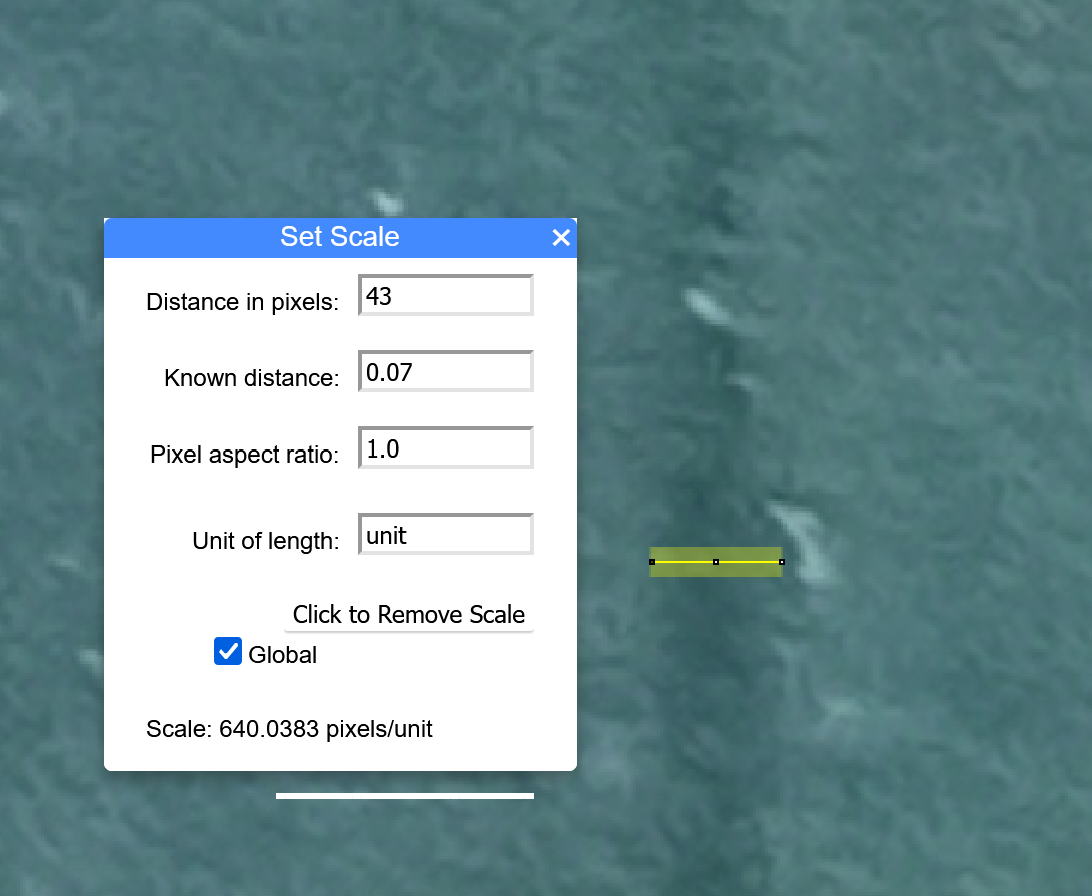 Set Scale
Distance in pixels: 43
Known distance: 0.07
Pixel aspect ratio: 1.0
Unit of length: unit
Click to Remove Scale
Global
Scale: 640.0383 pixels/unit